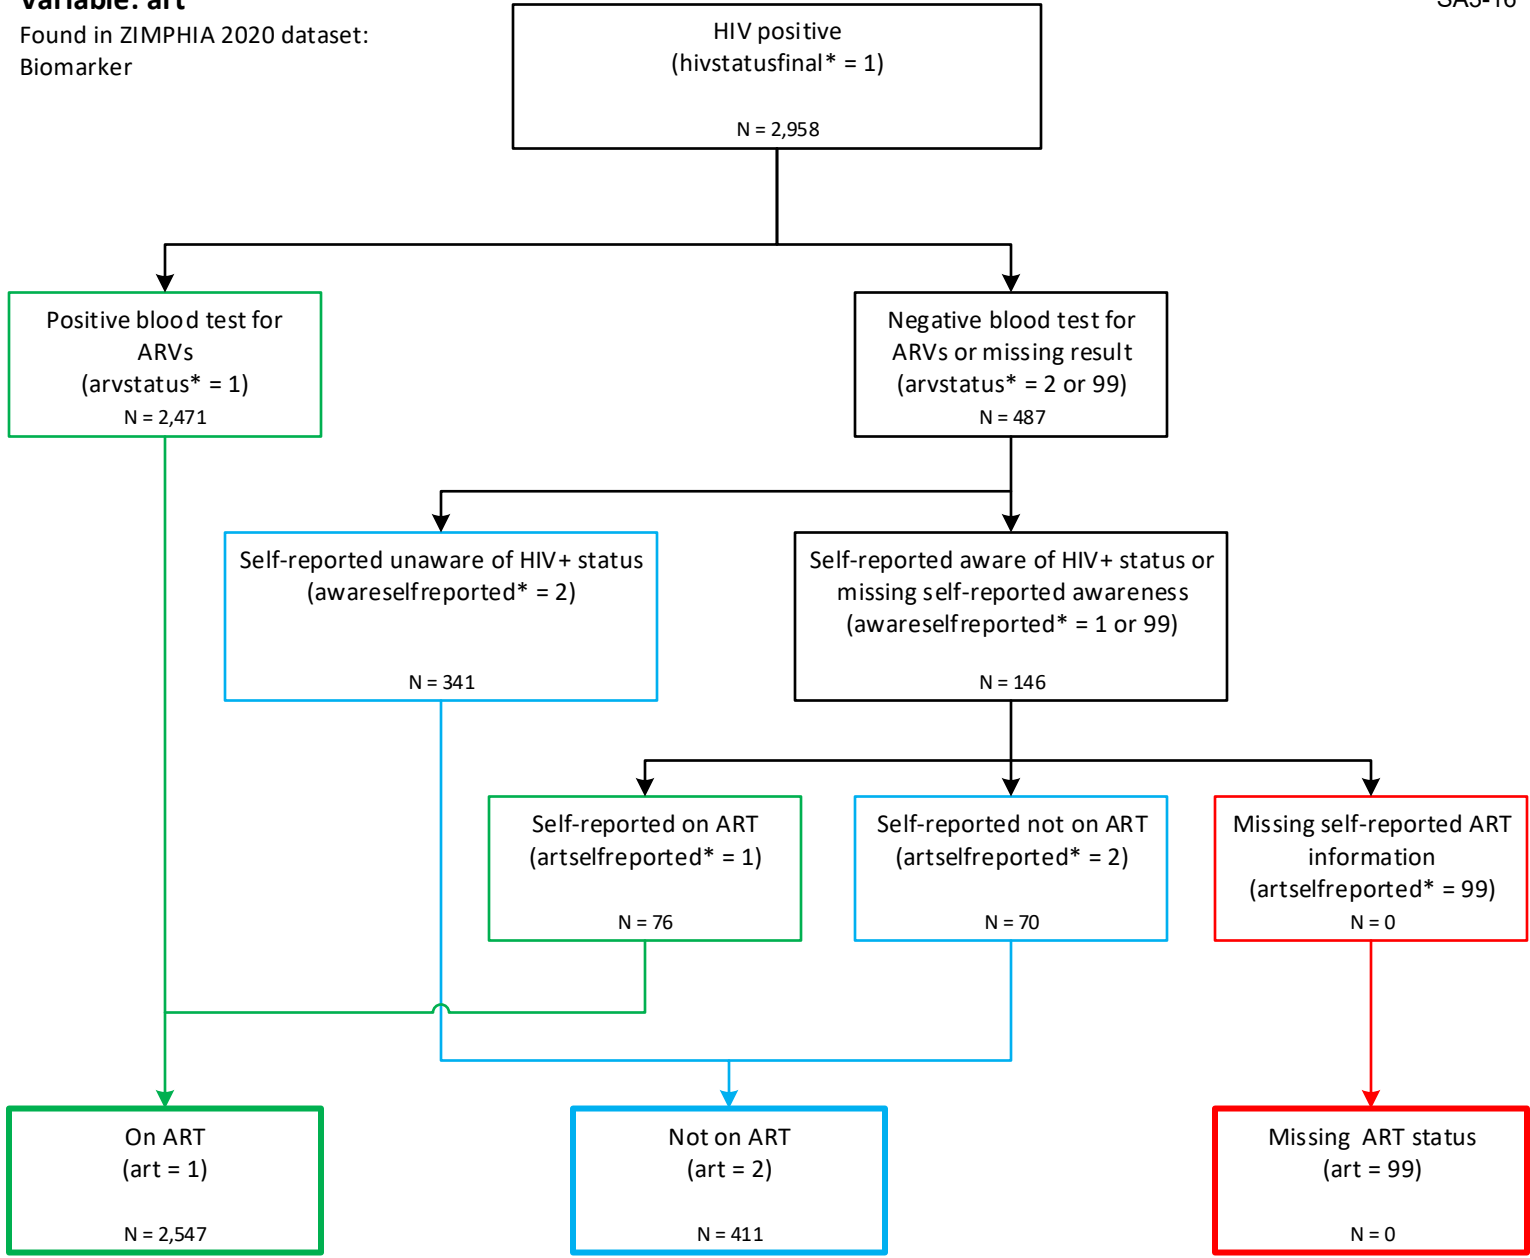 Variable: art
SA3-16
Found in ZIMPHIA 2020 dataset:
Biomarker
HIV positive
(hivstatusfinal* = 1)
N = 2,958
Positive blood test for
ARVs
(arvstatus* = 1)
N = 2,471
Negative blood test for
ARVs or missing result
(arvstatus* = 2 or 99)
N = 487
Self-reported unaware of HIV+ status
(awareselfreported* = 2)
N = 341
Self-reported aware of HIV+ status or
missing self-reported awareness
(awareselfreported* = 1 or 99)
N = 146
Self-reported on ART
(artselfreported* = 1)
N = 76
Self-reported not on ART
(artselfreported* = 2)
N = 70
Missing self-reported ART
information
(artselfreported* = 99)
N = 0
On ART
(art = 1)
N = 2,547
Not on ART
(art = 2)
N = 411
Missing ART status
(art = 99)
N = 0